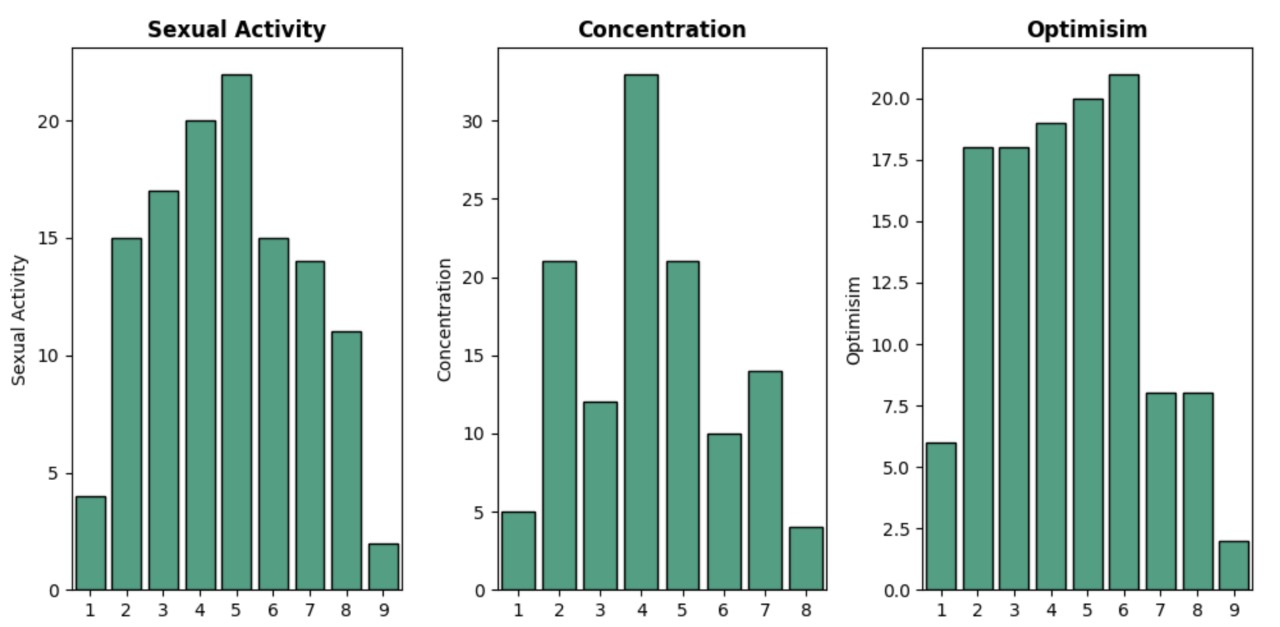 Sexual Activity
Sexual Activity
20
15
10
5
0
1 2 3 4 5 6 7 8 9
Concentration
Concentration
30
25
20
15
10
5
0
1 2 3 4 5 6 7 8
Optimisim
Optimisim
20.0
17.5
15.0
12.5
10.0
7.5
5.0
2.5
0.0
1 2 3 4 5 6 7 8 9